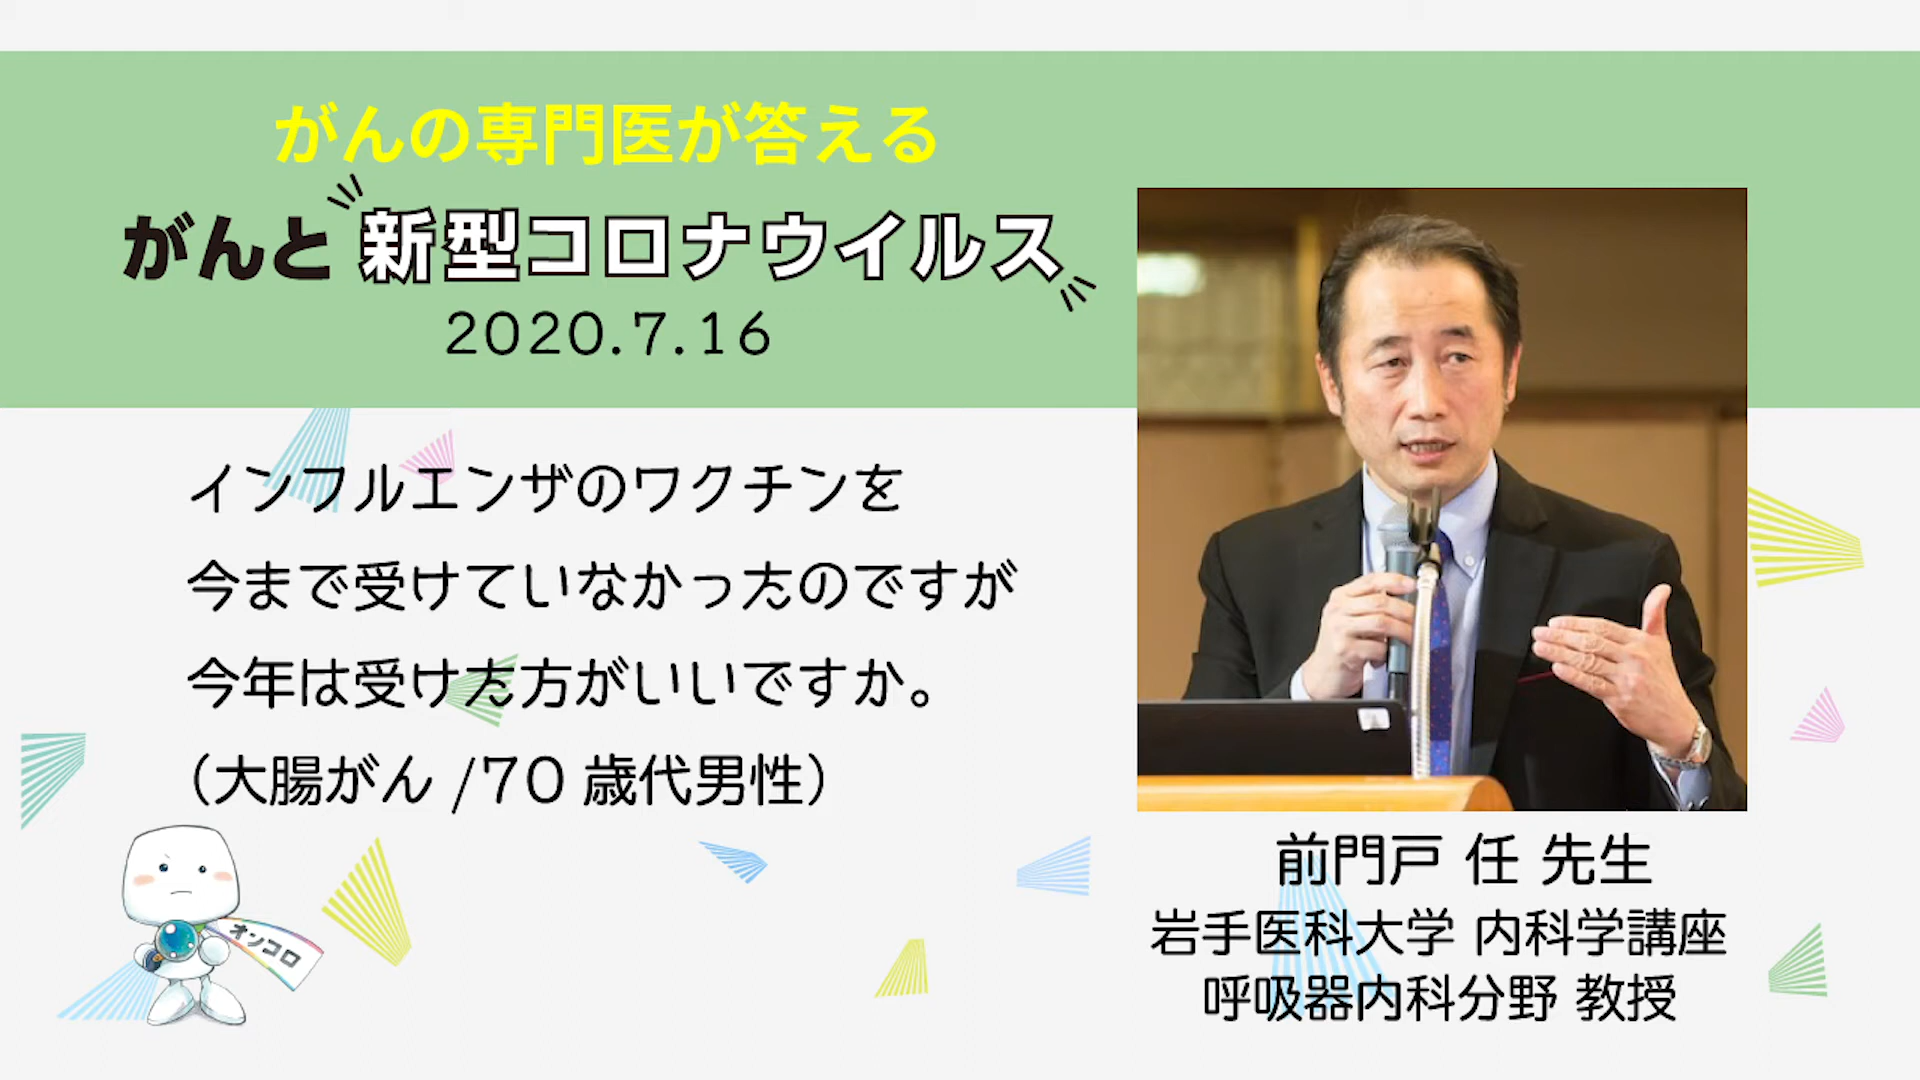 がんの専門医が答える
がんと新型コロナウイルス
2020.7.16
インフルエンザのワクチンを
今まで受けていなかったのですが
今年は受けた方がいいですか。
（大腸がん /70 歳代男性）
オンコロ
前門戸 任 先生
岩手医科大学 内科学講座
呼吸器内科分野 教授